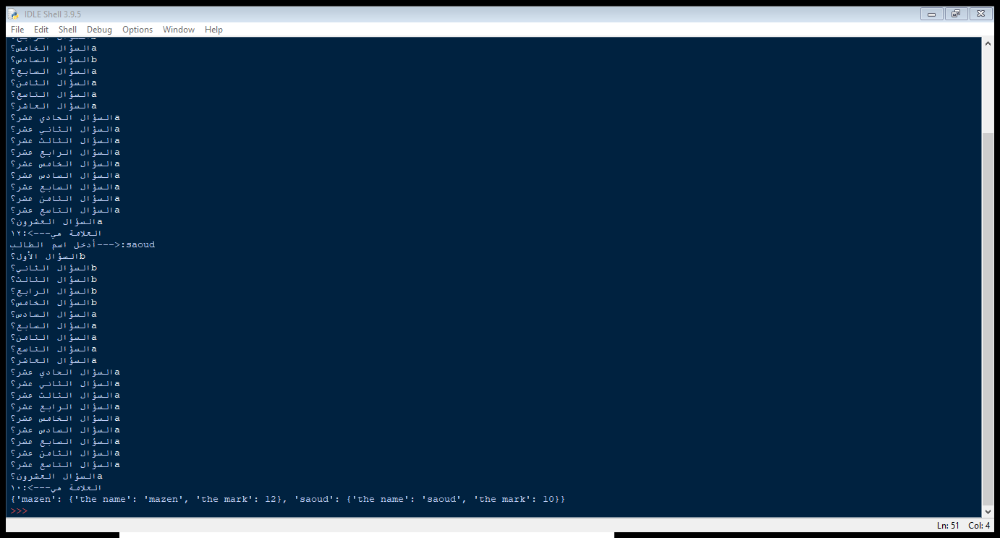 IDLE Shell 3.9.5
File Edit Shell Debug Options Window Help
السؤال الخامس؟a
السؤال السادس؟b
السؤال السابع؟a
السؤال الثامن؟a
السؤال التاسع؟a
السؤال العاشر؟a
السؤال الحادي عشر؟a
السؤال الثاني عشر؟a
السؤال الثالث عشر؟a
السؤال الرابع عشر؟a
السؤال الخامس عشر؟a
السؤال السادس عشر؟a
السؤال السابع عشر؟a
السؤال الثامن عشر؟a
السؤال التاسع عشر؟a
السؤال العشرون؟a
العلامة هي--->:١٢
أدخل اسم الطالب--->:saoud
السؤال الأول؟b
السؤال الثاني؟b
السؤال الثالث؟b
السؤال الرابع؟b
السؤال الخامس؟b
السؤال السادس؟a
السؤال السابع؟a
السؤال الثامن؟a
السؤال التاسع؟a
السؤال العاشر؟a
السؤال الحادي عشر؟a
السؤال الثاني عشر؟a
السؤال الثالث عشر؟a
السؤال الرابع عشر؟a
السؤال الخامس عشر؟a
السؤال السادس عشر؟a
السؤال السابع عشر؟a
السؤال الثامن عشر؟a
السؤال التاسع عشر؟a
السؤال العشرون؟a
العلامة هي--->:١٠
{'mazen': {'the name': 'mazen', 'the mark': 12}, 'saoud': {'the name': 'saoud', 'the mark': 10}}
>>>
Ln: 51 Col: 4